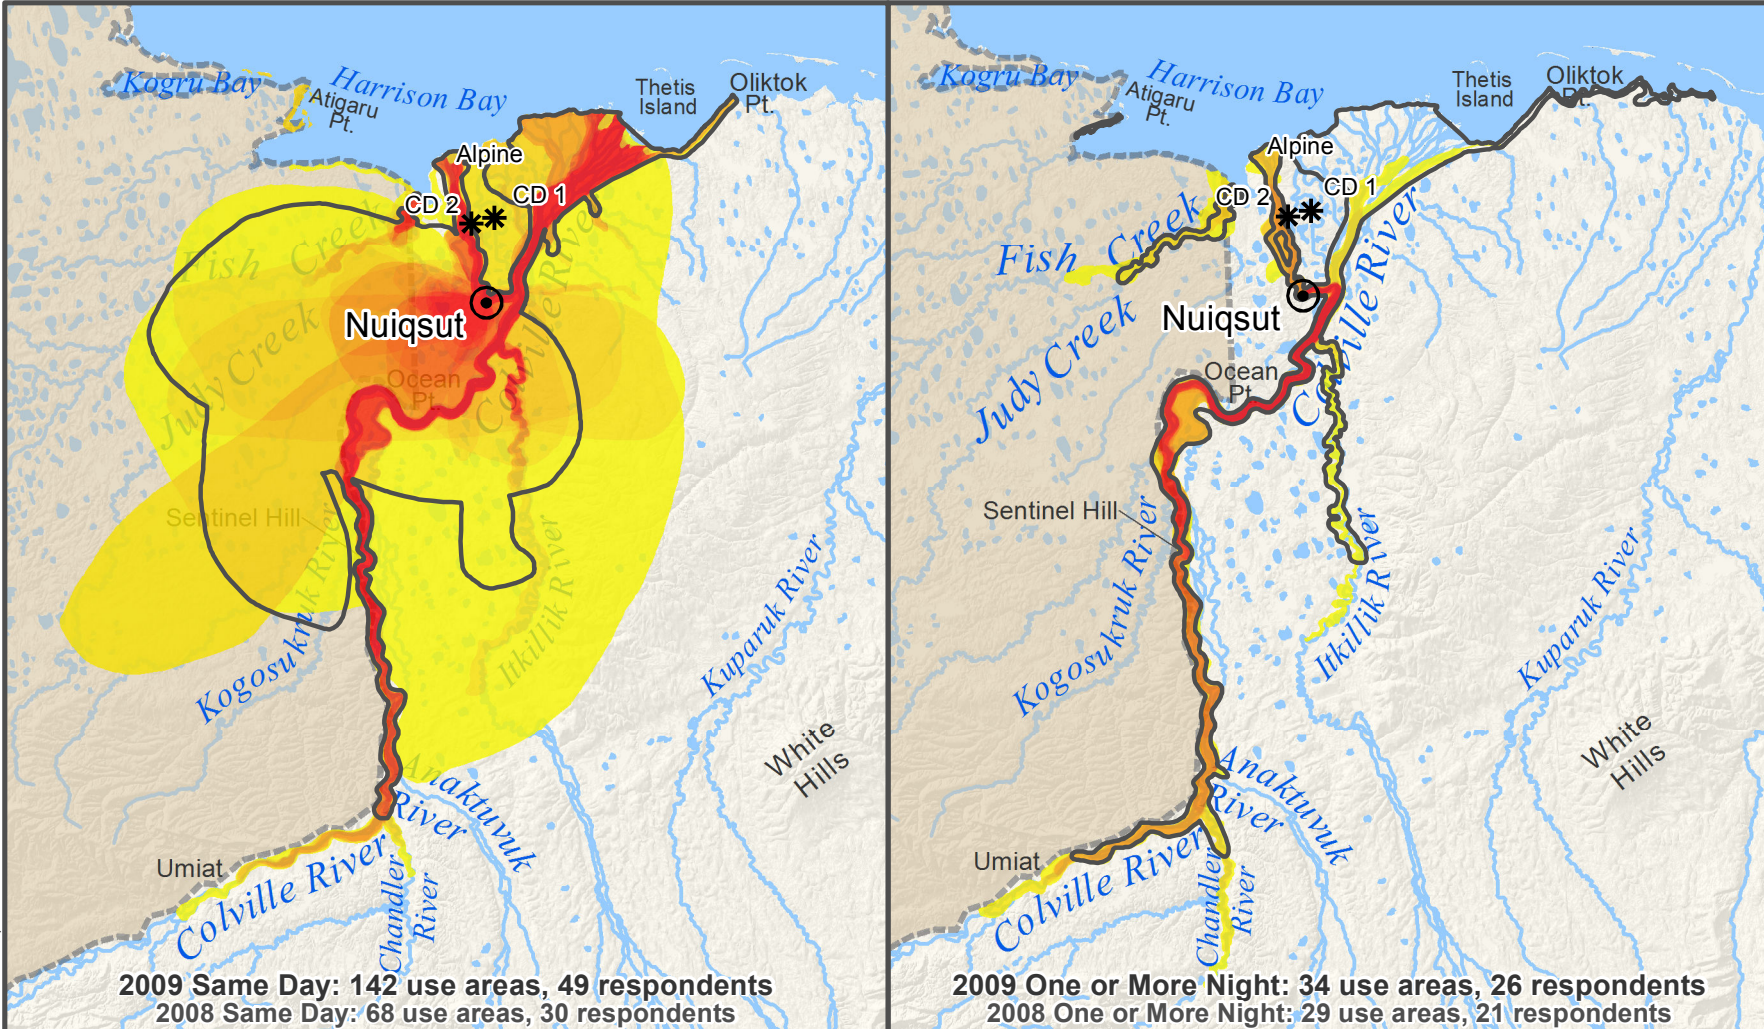 Kogru Bay
Harrison Bay
Atigaru
Pt.
Thetis
Island
Oliktok
Pt.
Alpine
CD 2
CD 1
Fish Creek
Nuiqsut
Judy Creek
Ocean
Pt.
Colville River
Sentinel Hill
Kogosukruk River
Itkillik River
Kuparuk River
White
Hills
Anaktuvuk
River
Umiat
Colville River
Chandler
River
2009 Same Day: 142 use areas, 49 respondents
2008 Same Day: 68 use areas, 30 respondents
Kogru Bay
Harrison Bay
Atigaru
Pt.
Thetis
Island
Oliktok
Pt.
Alpine
CD 2
CD 1
Fish Creek
Nuiqsut
Judy Creek
Ocean
Pt.
Colville River
Sentinel Hill
Kogosukruk River
Itkillik River
Kuparuk River
White
Hills
Anaktuvuk
River
Umiat
Colville River
Chandler
River
2009 One or More Night: 34 use areas, 26 respondents
2008 One or More Night: 29 use areas, 21 respondents